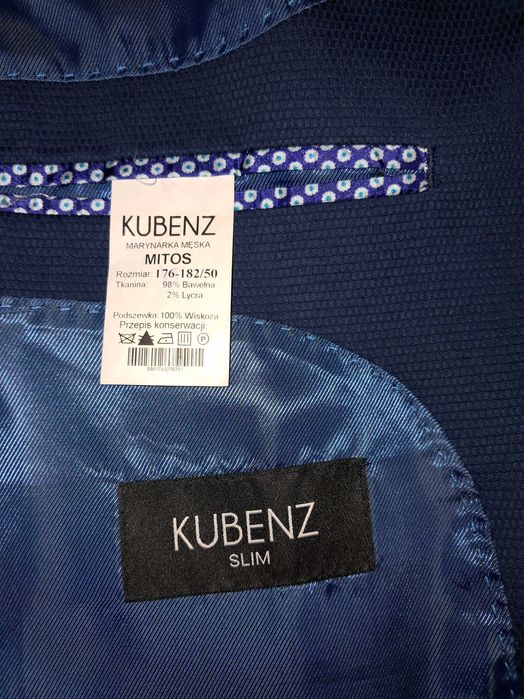 KUBENZ
MARYNARKA MĘSKA
MITOS
Rozmiar: 176-182/50
Tkanina: 98% Bawełna
2% Lycra
Podszewka: 100% Wiskoza
Przepis konserwacji:
P
KUBENZ
SLIM